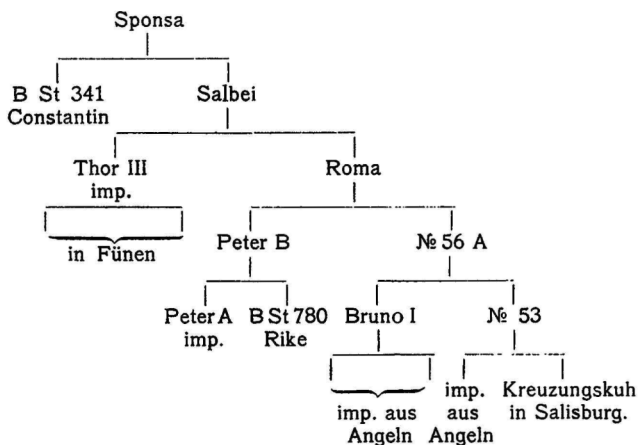 Sponsa
B St 341 Salbei
Constantin
Thor III Roma
imp.
in Fünen
Peter B № 56 A
Peter A B St 780 Bruno I № 53
imp. Rike
imp. Kreuzungskuh
imp. aus aus in Salisburg.
Angeln Angeln